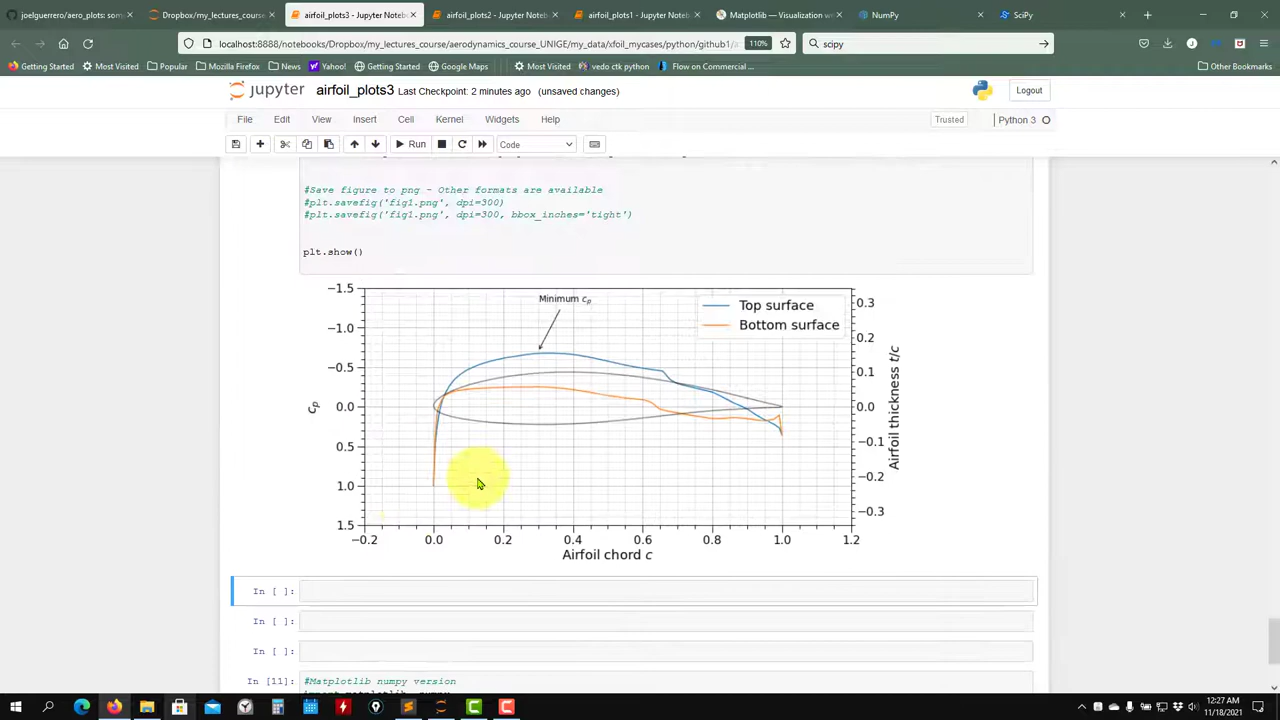 joelguerrero/aero_plots: som
Dropbox/my_lectures_course/
airfoil_plots3 - Jupyter Notebo
airfoil_plots2 - Jupyter Noteb
airfoil_plots1 - Jupyter Noteb
Matplotlib — Visualization w
NumPy
SciPy
localhost:8888/notebooks/Dropbox/my_lectures_course/aerodynamics_course_UNIGE/my_data/xfoil_mycases/python/github1/a
110%
scipy
Getting Started
Most Visited
Popular
Mozilla Firefox
News
Yahoo!
Getting Started
Google Maps
Most Visited
vedo ctk python
Flow on Commercial ...
Other Bookmarks
jupyter airfoil_plots3 Last Checkpoint: 2 minutes ago (unsaved changes)
Logout
File Edit View Insert Cell Kernel Widgets Help
Trusted
Python 3
Run
Code
#Save figure to png - Other formats are available
#plt.savefig('fig1.png', dpi=300)
#plt.savefig('fig1.png', dpi=300, bbox_inches='tight')
plt.show()
−1.5
−1.0
−0.5
0.0
0.5
1.0
1.5
cp
Minimum cp
Top surface
Bottom surface
0.3
0.2
0.1
0.0
−0.1
−0.2
−0.3
Airfoil thickness t/c
−0.2 0.0 0.2 0.4 0.6 0.8 1.0 1.2
Airfoil chord c
In [ ]:
In [ ]:
In [ ]:
In [11]:
#Matplotlib numpy version
12:27 AM
11/18/2021